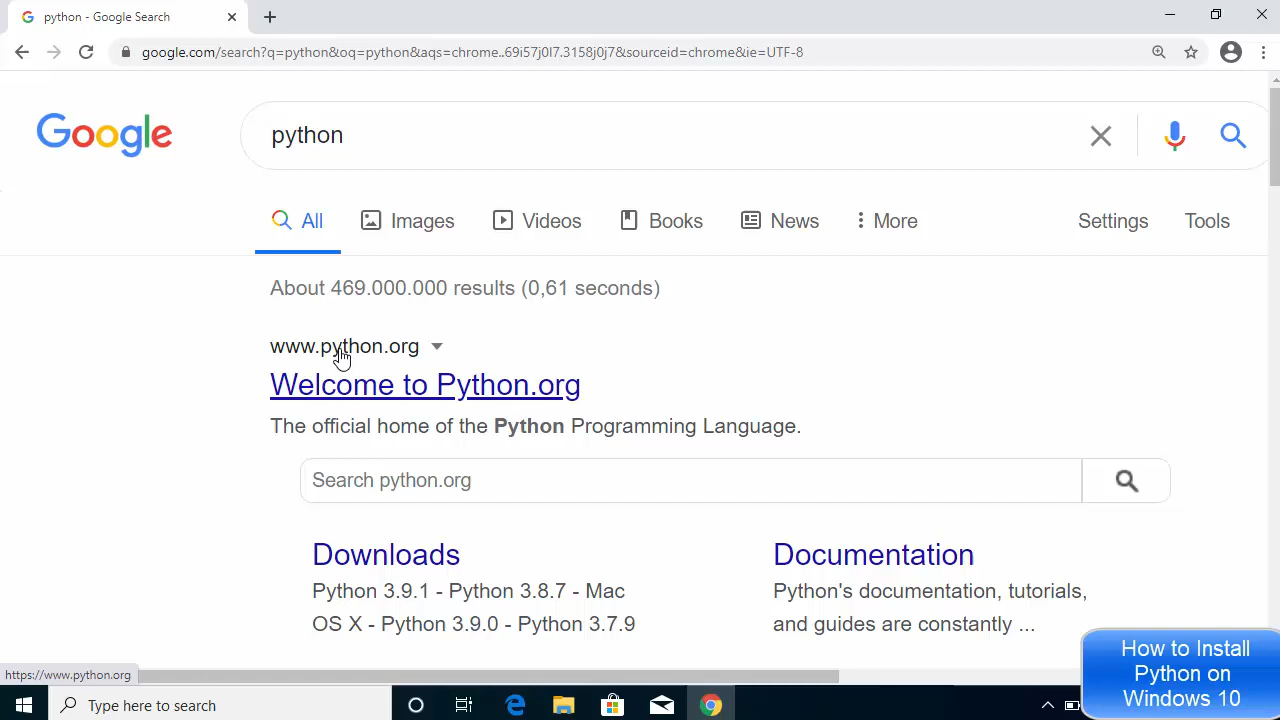 python - Google Search
google.com/search?q=python&oq=python&aqs=chrome..69i57j0l7.3158j0j7&sourceid=chrome&ie=UTF-8
Google
python
All Images Videos Books News More Settings Tools
About 469.000.000 results (0,61 seconds)
www.python.org
Welcome to Python.org
The official home of the Python Programming Language.
Search python.org
Downloads
Python 3.9.1 - Python 3.8.7 - Mac
OS X - Python 3.9.0 - Python 3.7.9
Documentation
Python's documentation, tutorials,
and guides are constantly ...
https://www.python.org
How to Install
Python on
Windows 10
Type here to search